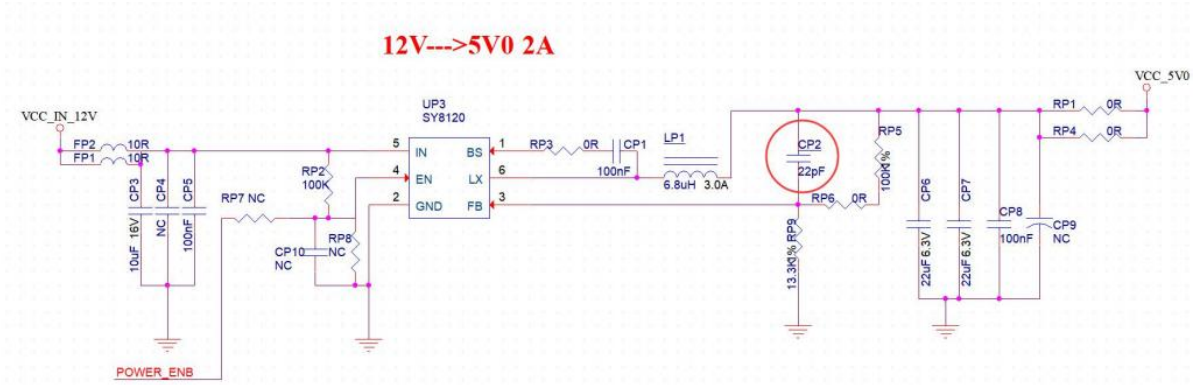 12V--->5V0 2A
VCC_5V0
VCC_IN_12V
UP3
SY8120
FP2 10R
FP1 10R
5 IN
BS 1
4 EN
LX 6
2 GND
FB 3
RP3 0R
CP1
100nF
LP1
6.8uH 3.0A
CP2
22pF
RP5
100K1%
RP1 0R
RP4 0R
RP6 0R
RP2
100K
RP7 NC
CP3
10uF 16V
CP4
NC
CP5
100nF
CP10
NC
RP8
NC
RP9
13.3K1%
CP6
22uF 6.3V
CP7
22uF 6.3V
CP8
100nF
CP9
NC
POWER_ENB